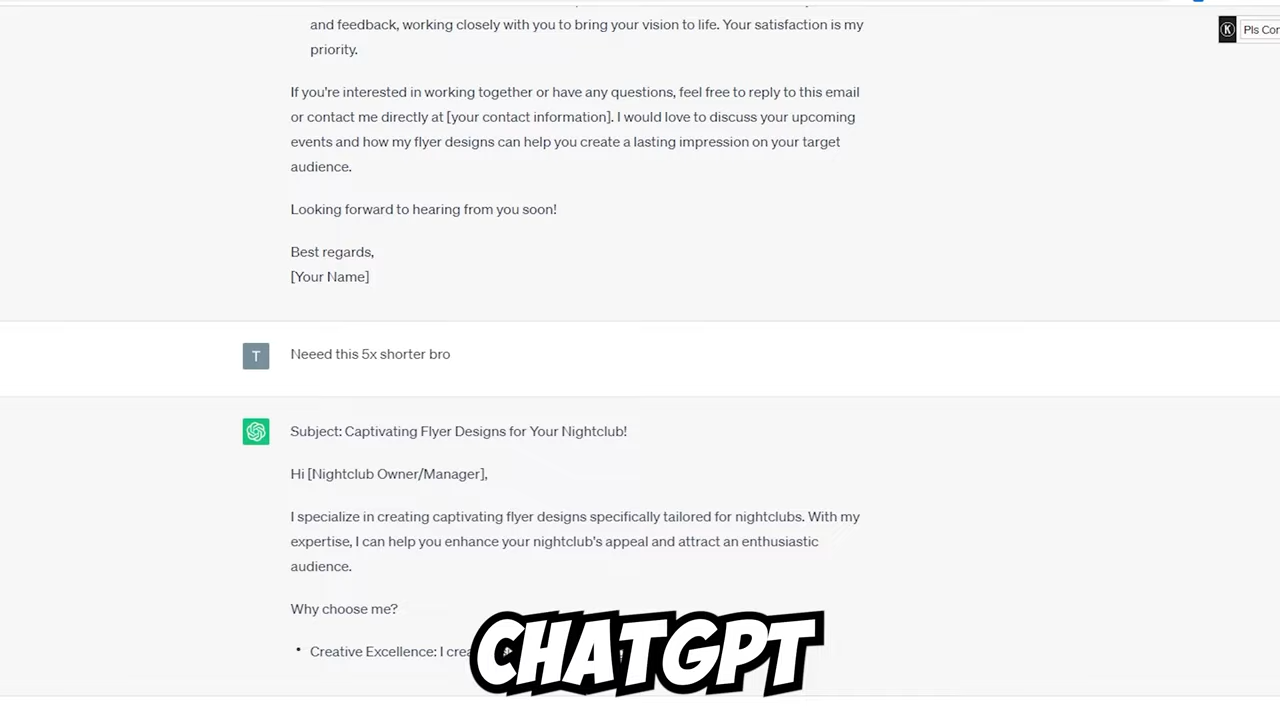 and feedback, working closely with you to bring your vision to life. Your satisfaction is my
priority.
If you're interested in working together or have any questions, feel free to reply to this email
or contact me directly at [your contact information]. I would love to discuss your upcoming
events and how my flyer designs can help you create a lasting impression on your target
audience.
Looking forward to hearing from you soon!
Best regards,
[Your Name]
K Pls Cor
T Neeed this 5x shorter bro
Subject: Captivating Flyer Designs for Your Nightclub!
Hi [Nightclub Owner/Manager],
I specialize in creating captivating flyer designs specifically tailored for nightclubs. With my
expertise, I can help you enhance your nightclub's appeal and attract an enthusiastic
audience.
Why choose me?
• Creative Excellence: I crea
CHATGPT